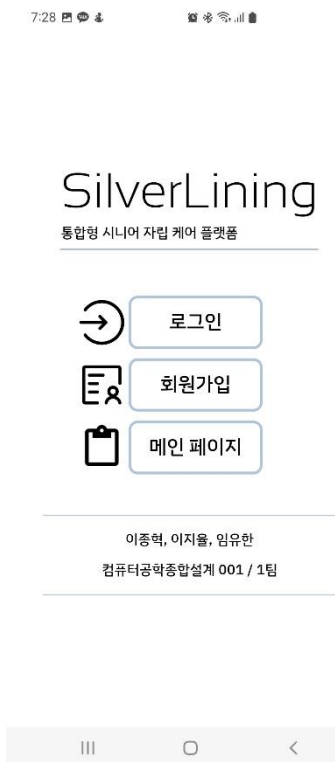 7:28
SilverLining
통합형 시니어 자립 케어 플랫폼
로그인
회원가입
메인 페이지
이종혁, 이지율, 임유한
컴퓨터공학종합설계 001 / 1팀